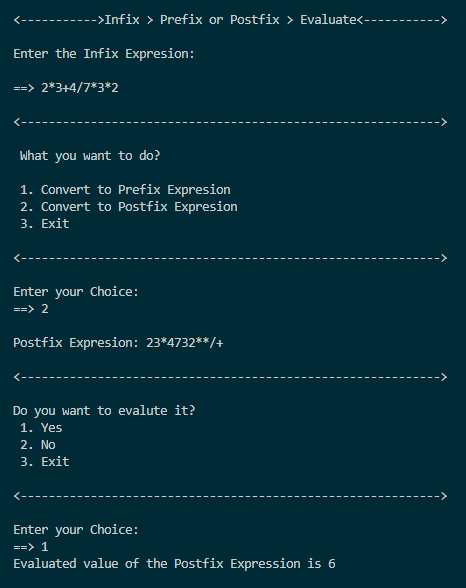 <----------->Infix > Prefix or Postfix > Evaluate<----------->
Enter the Infix Expresion:
==> 2*3+4/7*3*2
<------------------------------------------------------------>
What you want to do?
1. Convert to Prefix Expresion
2. Convert to Postfix Expresion
3. Exit
<------------------------------------------------------------>
Enter your Choice:
==> 2
Postfix Expresion: 23*4732**/+
<------------------------------------------------------------>
Do you want to evalute it?
1. Yes
2. No
3. Exit
<------------------------------------------------------------>
Enter your Choice:
==> 1
Evaluated value of the Postfix Expression is 6